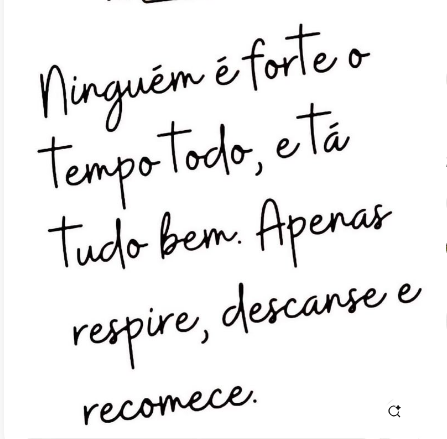 Ninguém é forte o
tempo todo, e tá
tudo bem. Apenas
respire, descanse e
recomece.